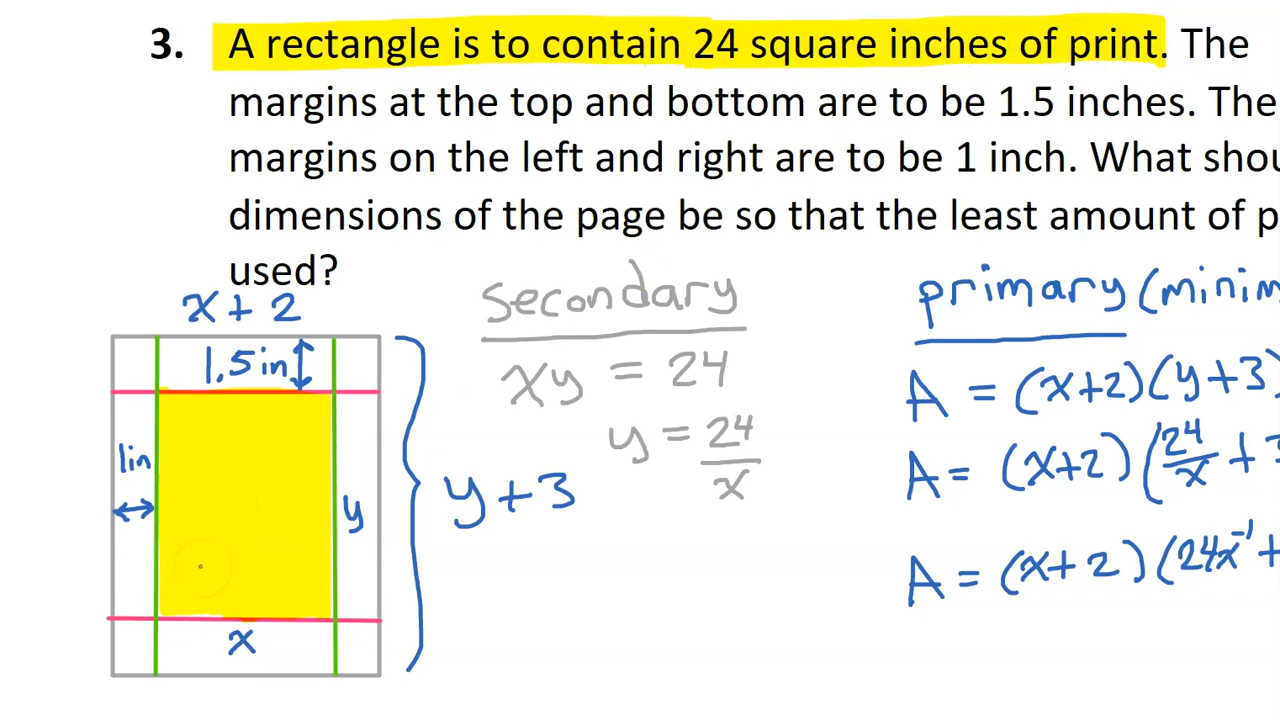 3. A rectangle is to contain 24 square inches of print. The
margins at the top and bottom are to be 1.5 inches. The
margins on the left and right are to be 1 inch. What
dimensions of the page be so that the least amount of
used?
x + 2
1.5 in
1in
y
x
y + 3
secondary
xy = 24
y = 24/x
primary
A = (x+2)(y+3)
A = (x+2)(24/x +
A = (x+2)(24x⁻¹ +